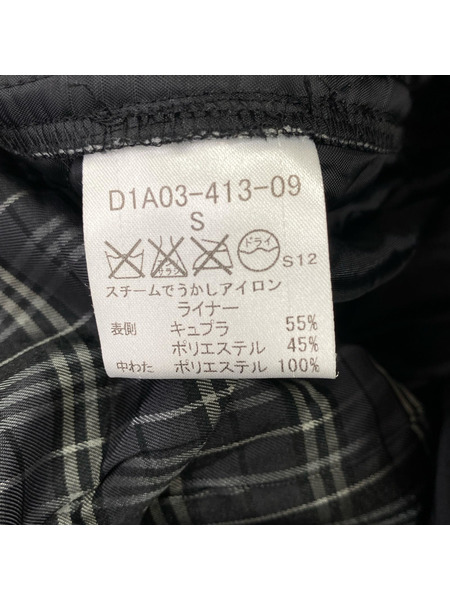 D1A03-413-09
S
ドライ
S12
スチームでうかしアイロン
ライナー
表側 キュプラ 55%
ポリエステル 45%
中わた ポリエステル 100%